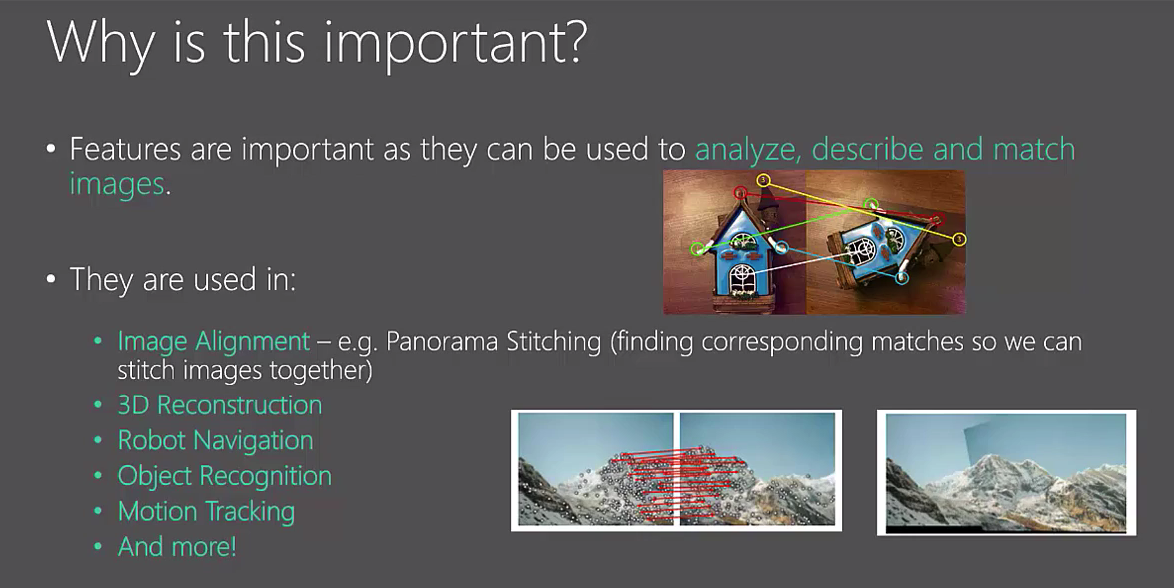 Why is this important?
• Features are important as they can be used to analyze, describe and match
images.
• They are used in:
• Image Alignment – e.g. Panorama Stitching (finding corresponding matches so we can
stitch images together)
• 3D Reconstruction
• Robot Navigation
• Object Recognition
• Motion Tracking
• And more!
3
3